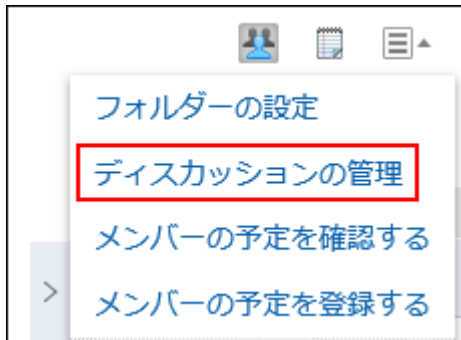 フォルダーの設定
ディスカッションの管理
メンバーの予定を確認する
メンバーの予定を登録する